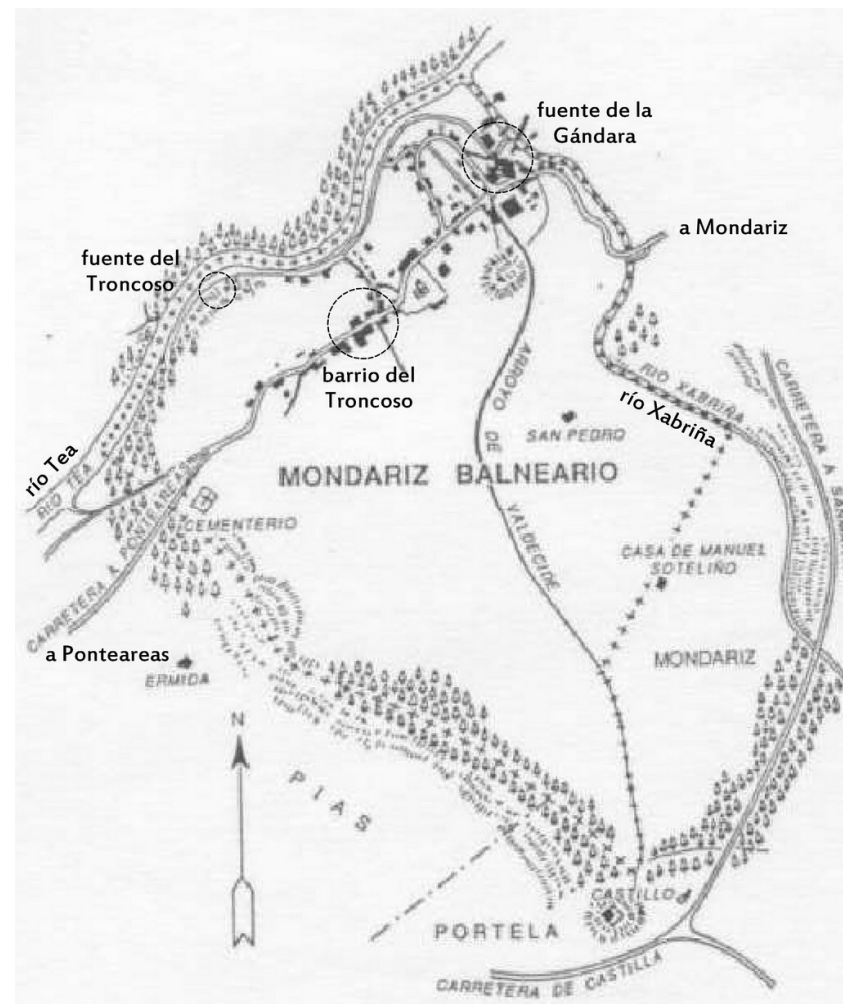 fuente de la
Gándara
a Mondariz
fuente del
Troncoso
barrio del
Troncoso
ARROYO DE VALDECIDE
RIO XABRIÑA
río Xabriña
CARRETERA A
SAN PEDRO
río Tea
RIO TEA
MONDARIZ BALNEARIO
CEMENTERIO
CARRETERA A PONTEAREAS
CASA DE MANUEL
SOTELIÑO
MONDARIZ
a Ponteareas
ERMIDA
N
PIAS
CASTILLO
PORTELA
CARRETERA DE CASTILLA